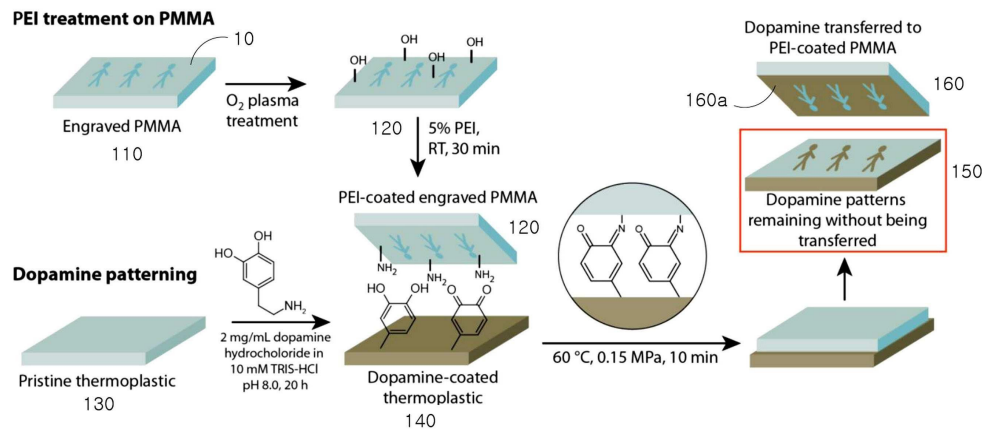 PEI treatment on PMMA
10
OH
OH
OH
OH
O₂ plasma
treatment
Engraved PMMA
110
120
5% PEI,
RT, 30 min
PEI-coated engraved PMMA
120
NH₂
NH₂
NH₂
Dopamine patterning
OH
HO
NH₂
2 mg/mL dopamine
hydrocholoride in
10 mM TRIS-HCl
pH 8.0, 20 h
Pristine thermoplastic
130
HO
OH
O
O
Dopamine-coated
thermoplastic
140
O
N
O
N
60 °C, 0.15 MPa, 10 min
Dopamine transferred to
PEI-coated PMMA
160a
160
150
Dopamine patterns
remaining without being
transferred